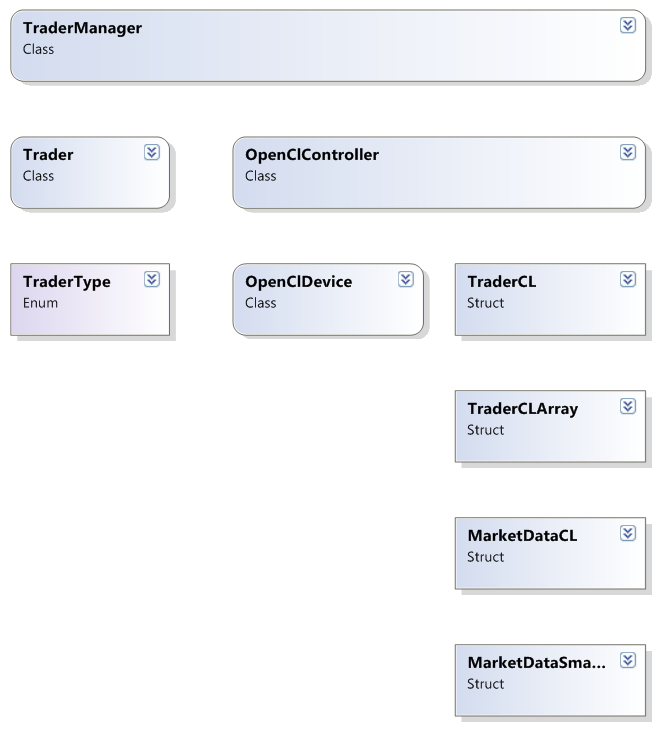 TraderManager
Class
Trader
Class
OpenClController
Class
TraderType
Enum
OpenClDevice
Class
TraderCL
Struct
TraderCLArray
Struct
MarketDataCL
Struct
MarketDataSma...
Struct